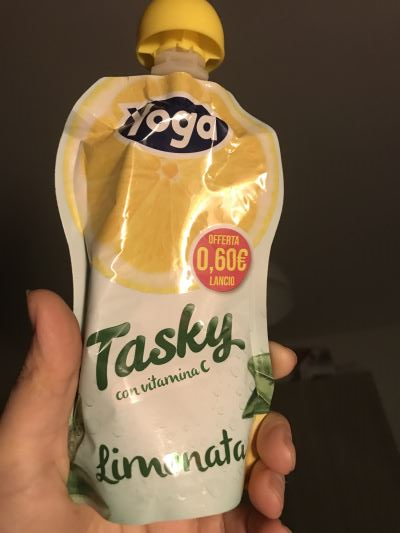 Yoga
OFFERTA
0,60€
LANCIO
Tasky
con vitamina C
Limonata